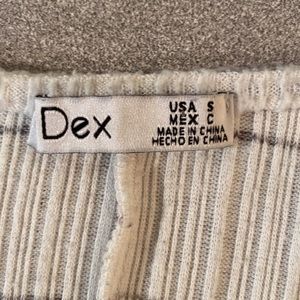 Dex
USA S
MEX C
MADE IN CHINA
HECHO EN CHINA